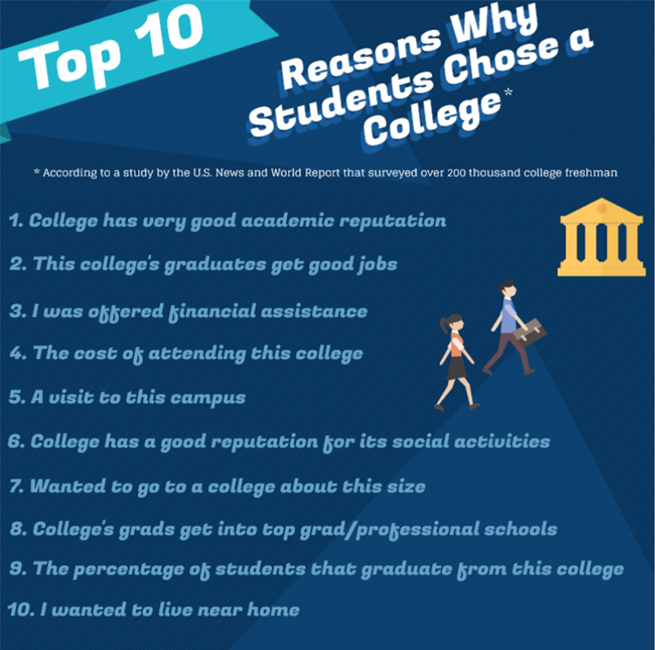 Top 10
Reasons Why
Students Chose a
College*
* According to a study by the U.S. News and World Report that surveyed over 200 thousand college freshman
1. College has very good academic reputation
2. This college's graduates get good jobs
3. I was offered financial assistance
4. The cost of attending this college
5. A visit to this campus
6. College has a good reputation for its social activities
7. Wanted to go to a college about this size
8. College's grads get into top grad/professional schools
9. The percentage of students that graduate from this college
10. I wanted to live near home